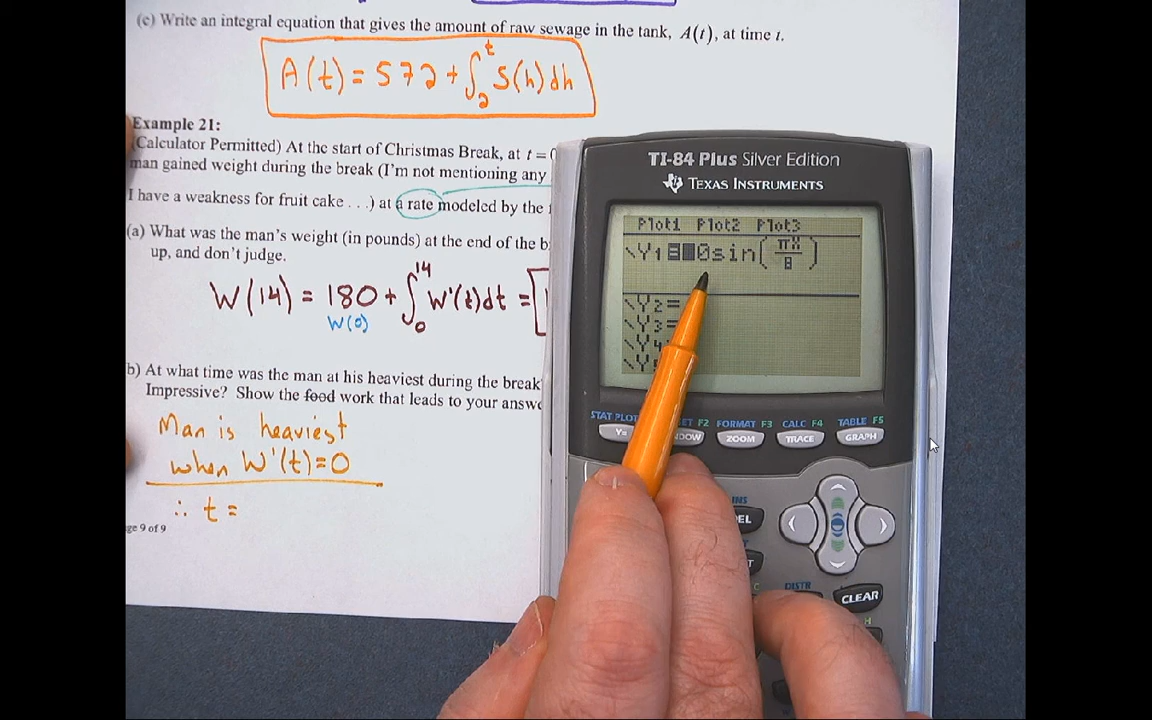 (c) Write an integral equation that gives the amount of raw sewage in the tank, A(t), at time t.
A(t) = 572 + ∫₂ᵗ S(h)dh
Example 21:
(Calculator Permitted) At the start of Christmas Break, at t = 0
man gained weight during the break (I'm not mentioning any
I have a weakness for fruit cake . . .) at a rate modeled by the
(a) What was the man's weight (in pounds) at the end of the b
up, and don't judge.
W(14) = 180 + ∫₀¹⁴ W'(t)dt =
W(0)
b) At what time was the man at his heaviest during the break
Impressive? Show the food work that leads to your answe
Man is heaviest
when W'(t)=0
∴ t =
ge 9 of 9
TI-84 Plus Silver Edition
TEXAS INSTRUMENTS
Plot1 Plot2 Plot3
\Y1=■0sin(πX/8)
\Y2=
\Y3=
\Y4
\Y
STAT PLOT F2 FORMAT F3 CALC F4 TABLE F5
Y= DOW ZOOM TRACE GRAPH
INS
EL
DISTR
CLEAR